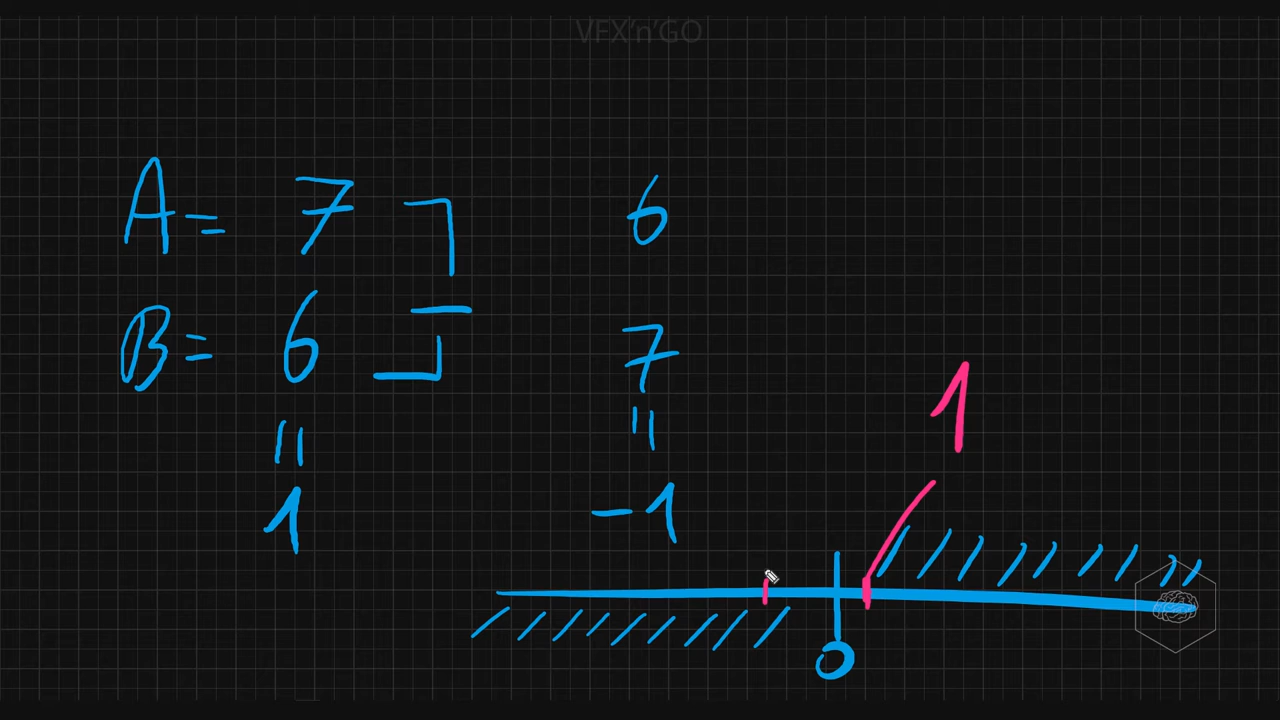 VFX'n'GO
A = 7 6
B = 6 7
= =
1 -1
1
0